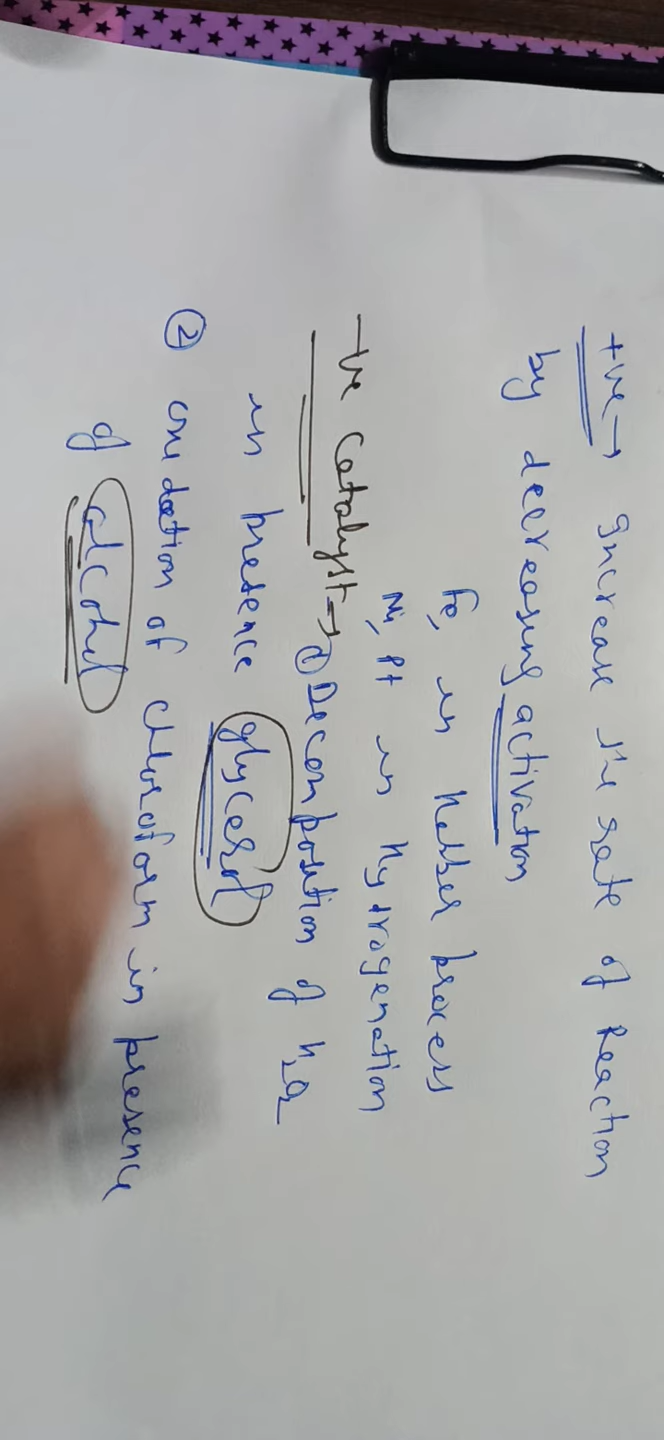 +ve → Increase the rate of Reaction
by decreasing activation
Fe, in Haber process
Ni, Pt in Hydrogenation
-ve Catalyst → ① Decomposition of H2O2
in presence glycerol
② oxidation of chloroform in presence
of alcohol